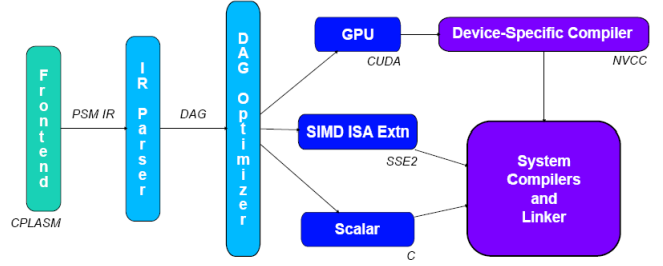 Frontend
CPLASM
PSM IR
IR Parser
DAG
DAG Optimizer
GPU
CUDA
Device-Specific Compiler
NVCC
SIMD ISA Extn
SSE2
Scalar
C
System
Compilers
and
Linker